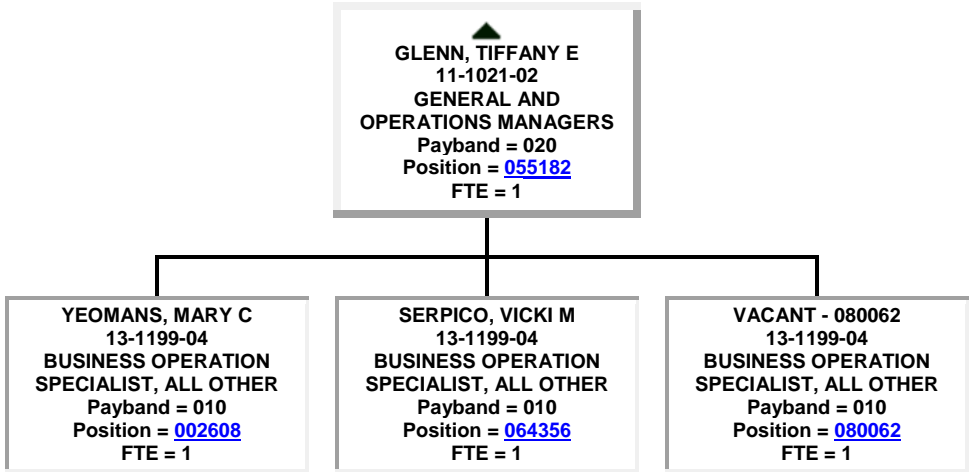 GLENN, TIFFANY E
11-1021-02
GENERAL AND
OPERATIONS MANAGERS
Payband = 020
Position = 055182
FTE = 1
YEOMANS, MARY C
13-1199-04
BUSINESS OPERATION
SPECIALIST, ALL OTHER
Payband = 010
Position = 002608
FTE = 1
SERPICO, VICKI M
13-1199-04
BUSINESS OPERATION
SPECIALIST, ALL OTHER
Payband = 010
Position = 064356
FTE = 1
VACANT - 080062
13-1199-04
BUSINESS OPERATION
SPECIALIST, ALL OTHER
Payband = 010
Position = 080062
FTE = 1